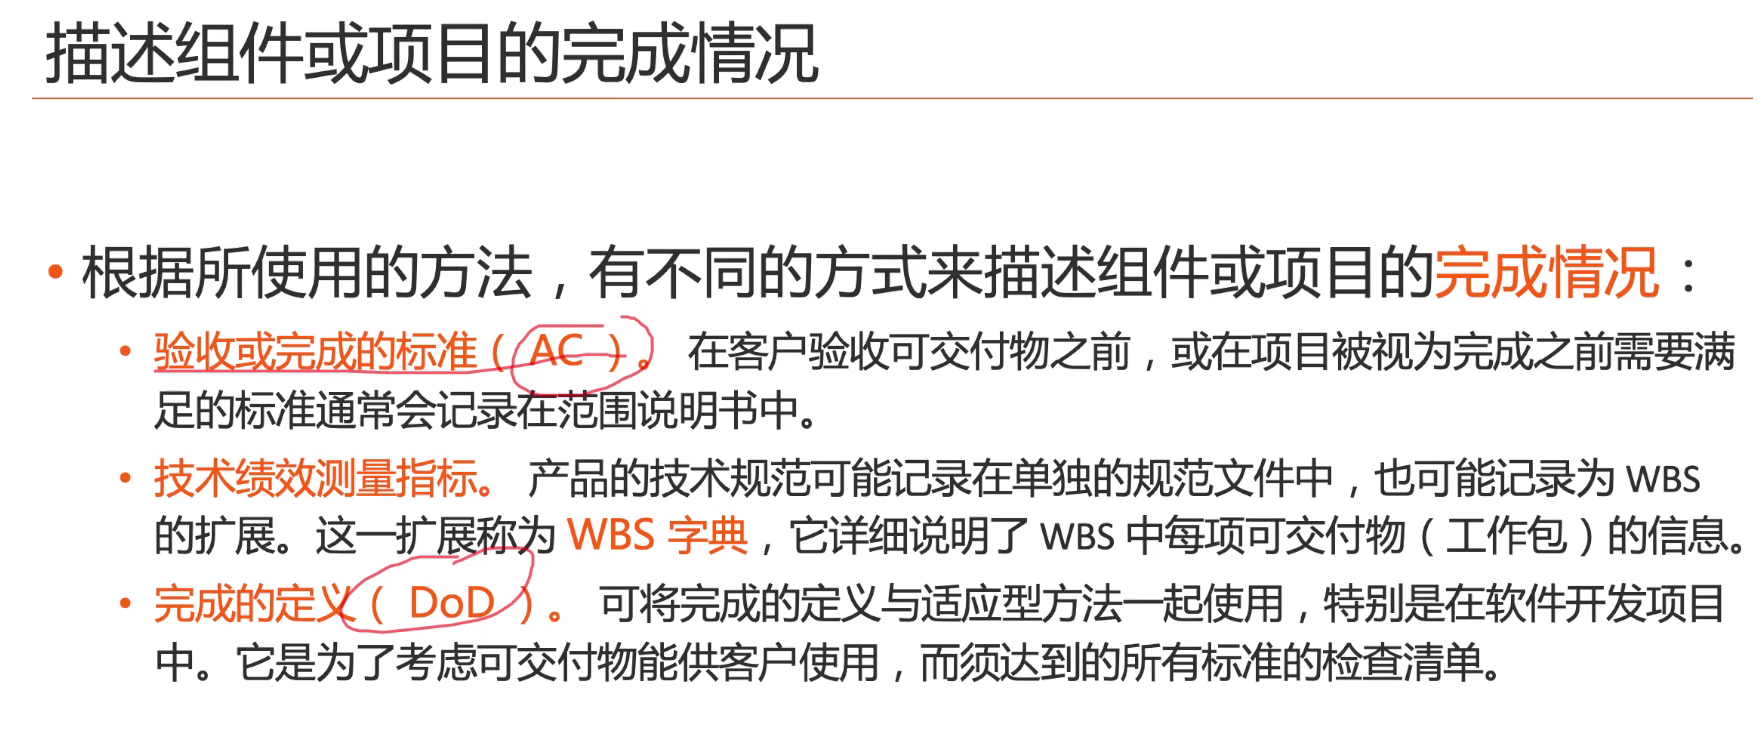 描述组件或项目的完成情况
• 根据所使用的方法，有不同的方式来描述组件或项目的完成情况：
• 验收或完成的标准（AC）。 在客户验收可交付物之前，或在项目被视为完成之前需要满
足的标准通常会记录在范围说明书中。
• 技术绩效测量指标。 产品的技术规范可能记录在单独的规范文件中，也可能记录为 WBS
的扩展。这一扩展称为 WBS 字典，它详细说明了 WBS 中每项可交付物（工作包）的信息。
• 完成的定义（DoD）。 可将完成的定义与适应型方法一起使用，特别是在软件开发项目
中。它是为了考虑可交付物能供客户使用，而须达到的所有标准的检查清单。